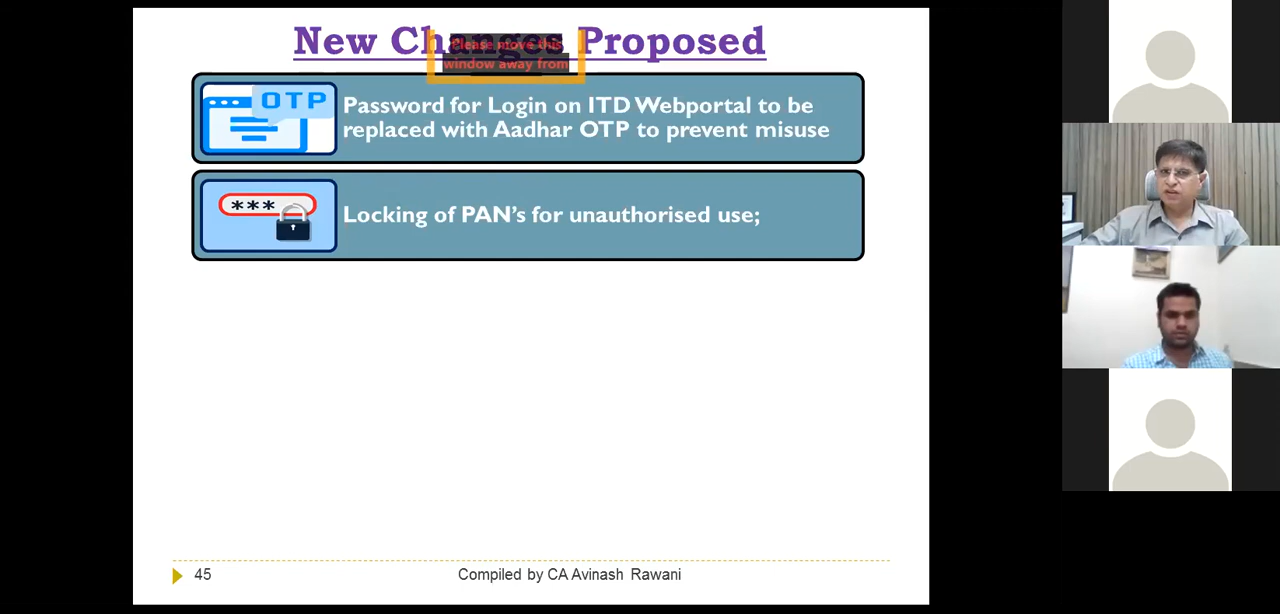 New Changes Proposed
Please move this
window away from
OTP
Password for Login on ITD Webportal to be
replaced with Aadhar OTP to prevent misuse
***
Locking of PAN's for unauthorised use;
45
Compiled by CA Avinash Rawani